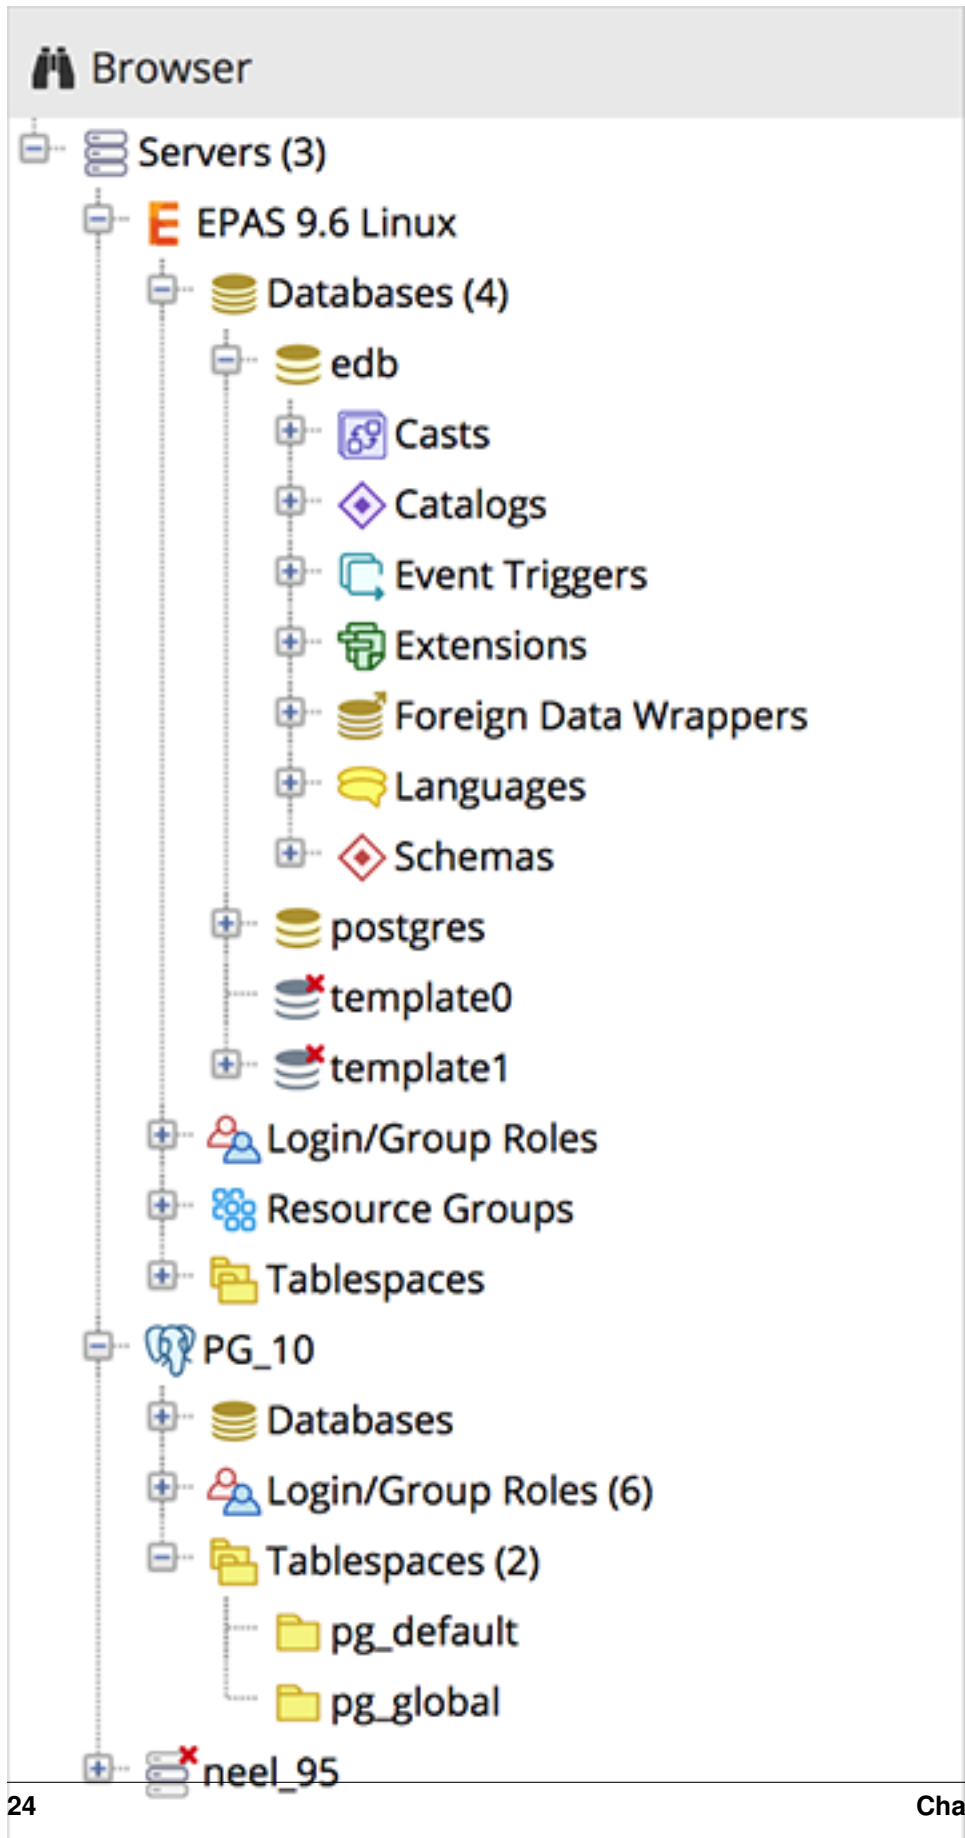 Browser
Servers (3)
EPAS 9.6 Linux
Databases (4)
edb
Casts
Catalogs
Event Triggers
Extensions
Foreign Data Wrappers
Languages
Schemas
postgres
template0
template1
Login/Group Roles
Resource Groups
Tablespaces
PG_10
Databases
Login/Group Roles (6)
Tablespaces (2)
pg_default
pg_global
neel_95
24 Cha